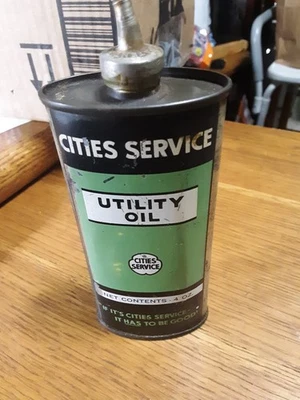 CITIES SERVICE
UTILITY
OIL
CITIES
SERVICE
NET CONTENTS - 4 OZ.
"IF IT'S CITIES SERVICE
IT HAS TO BE GOOD!"